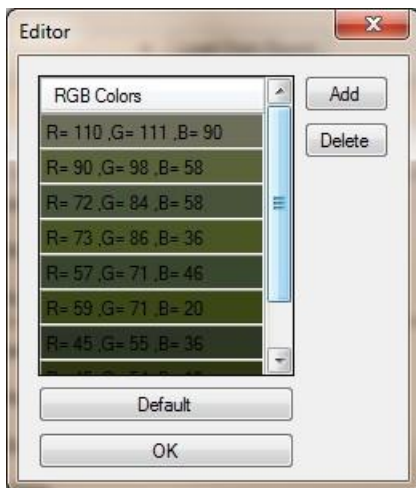 Editor
RGB Colors
Add
R= 110 ,G= 111 ,B= 90
Delete
R= 90 ,G= 98 ,B= 58
R= 72 ,G= 84 ,B= 58
R= 73 ,G= 86 ,B= 36
R= 57 ,G= 71 ,B= 46
R= 59 ,G= 71 ,B= 20
R= 45 ,G= 55 ,B= 36
Default
OK